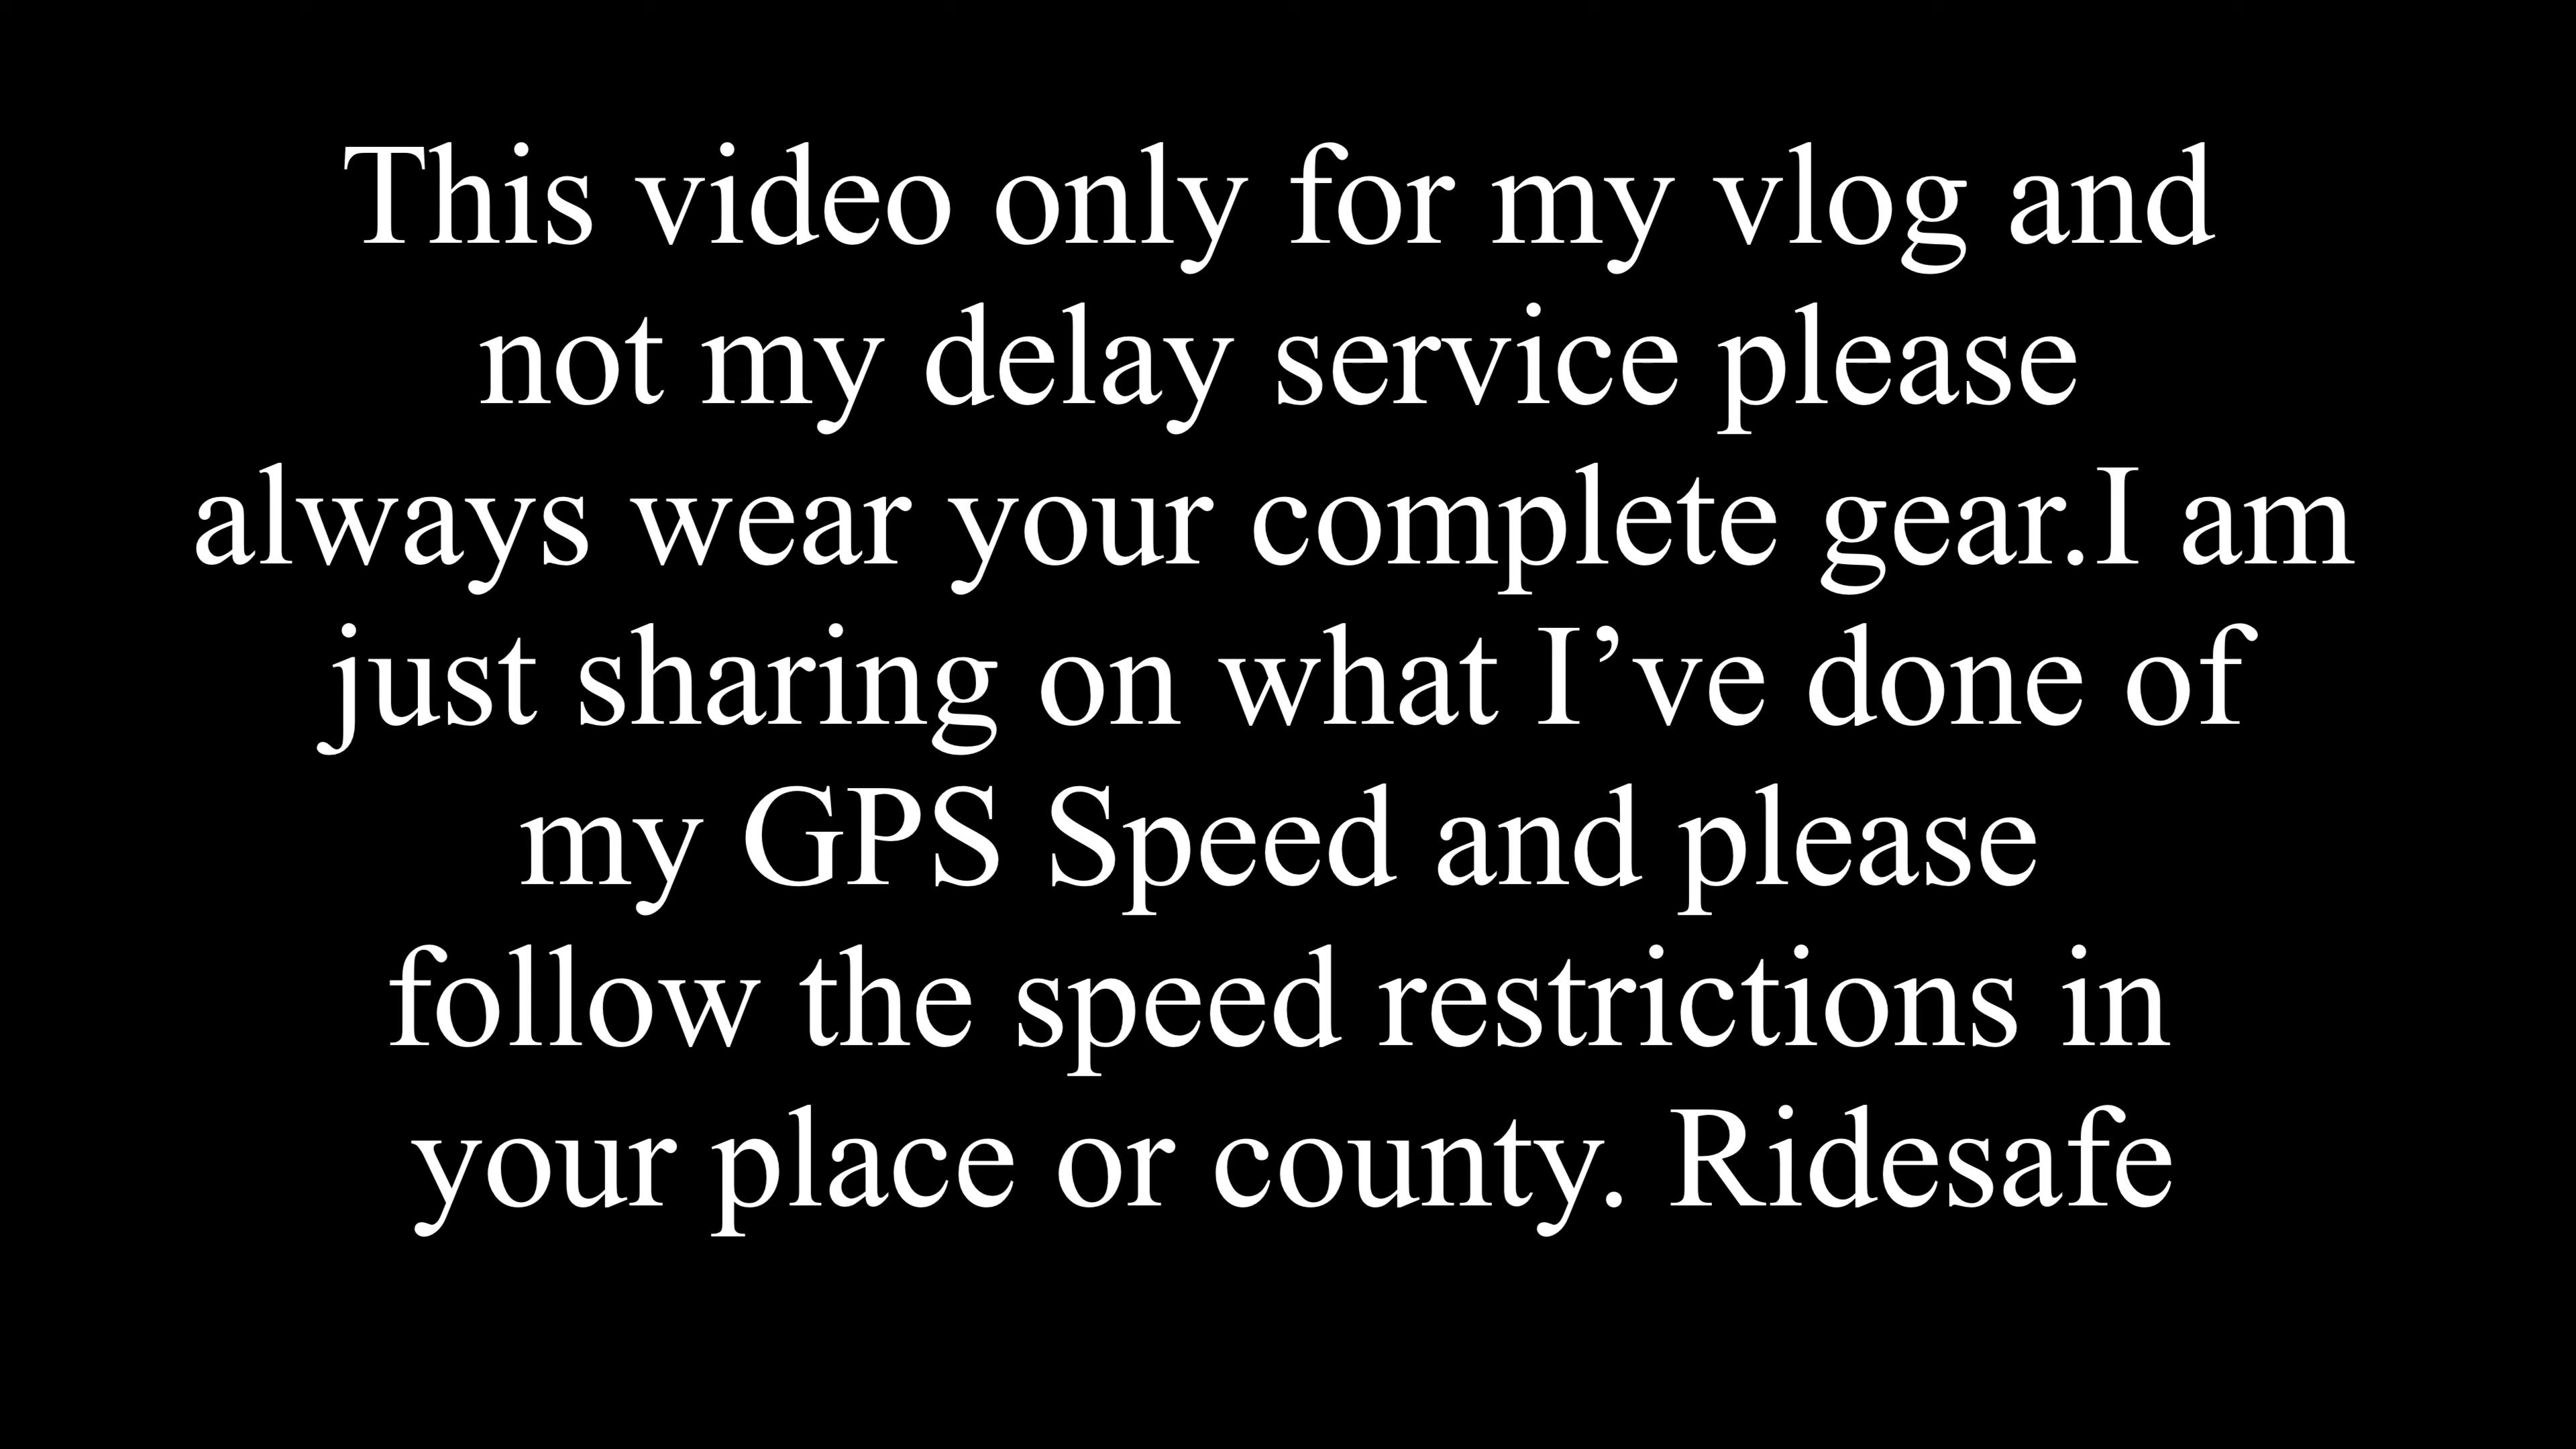 This video only for my vlog and
not my delay service please
always wear your complete gear.I am
just sharing on what I’ve done of
my GPS Speed and please
follow the speed restrictions in
your place or county. Ridesafe